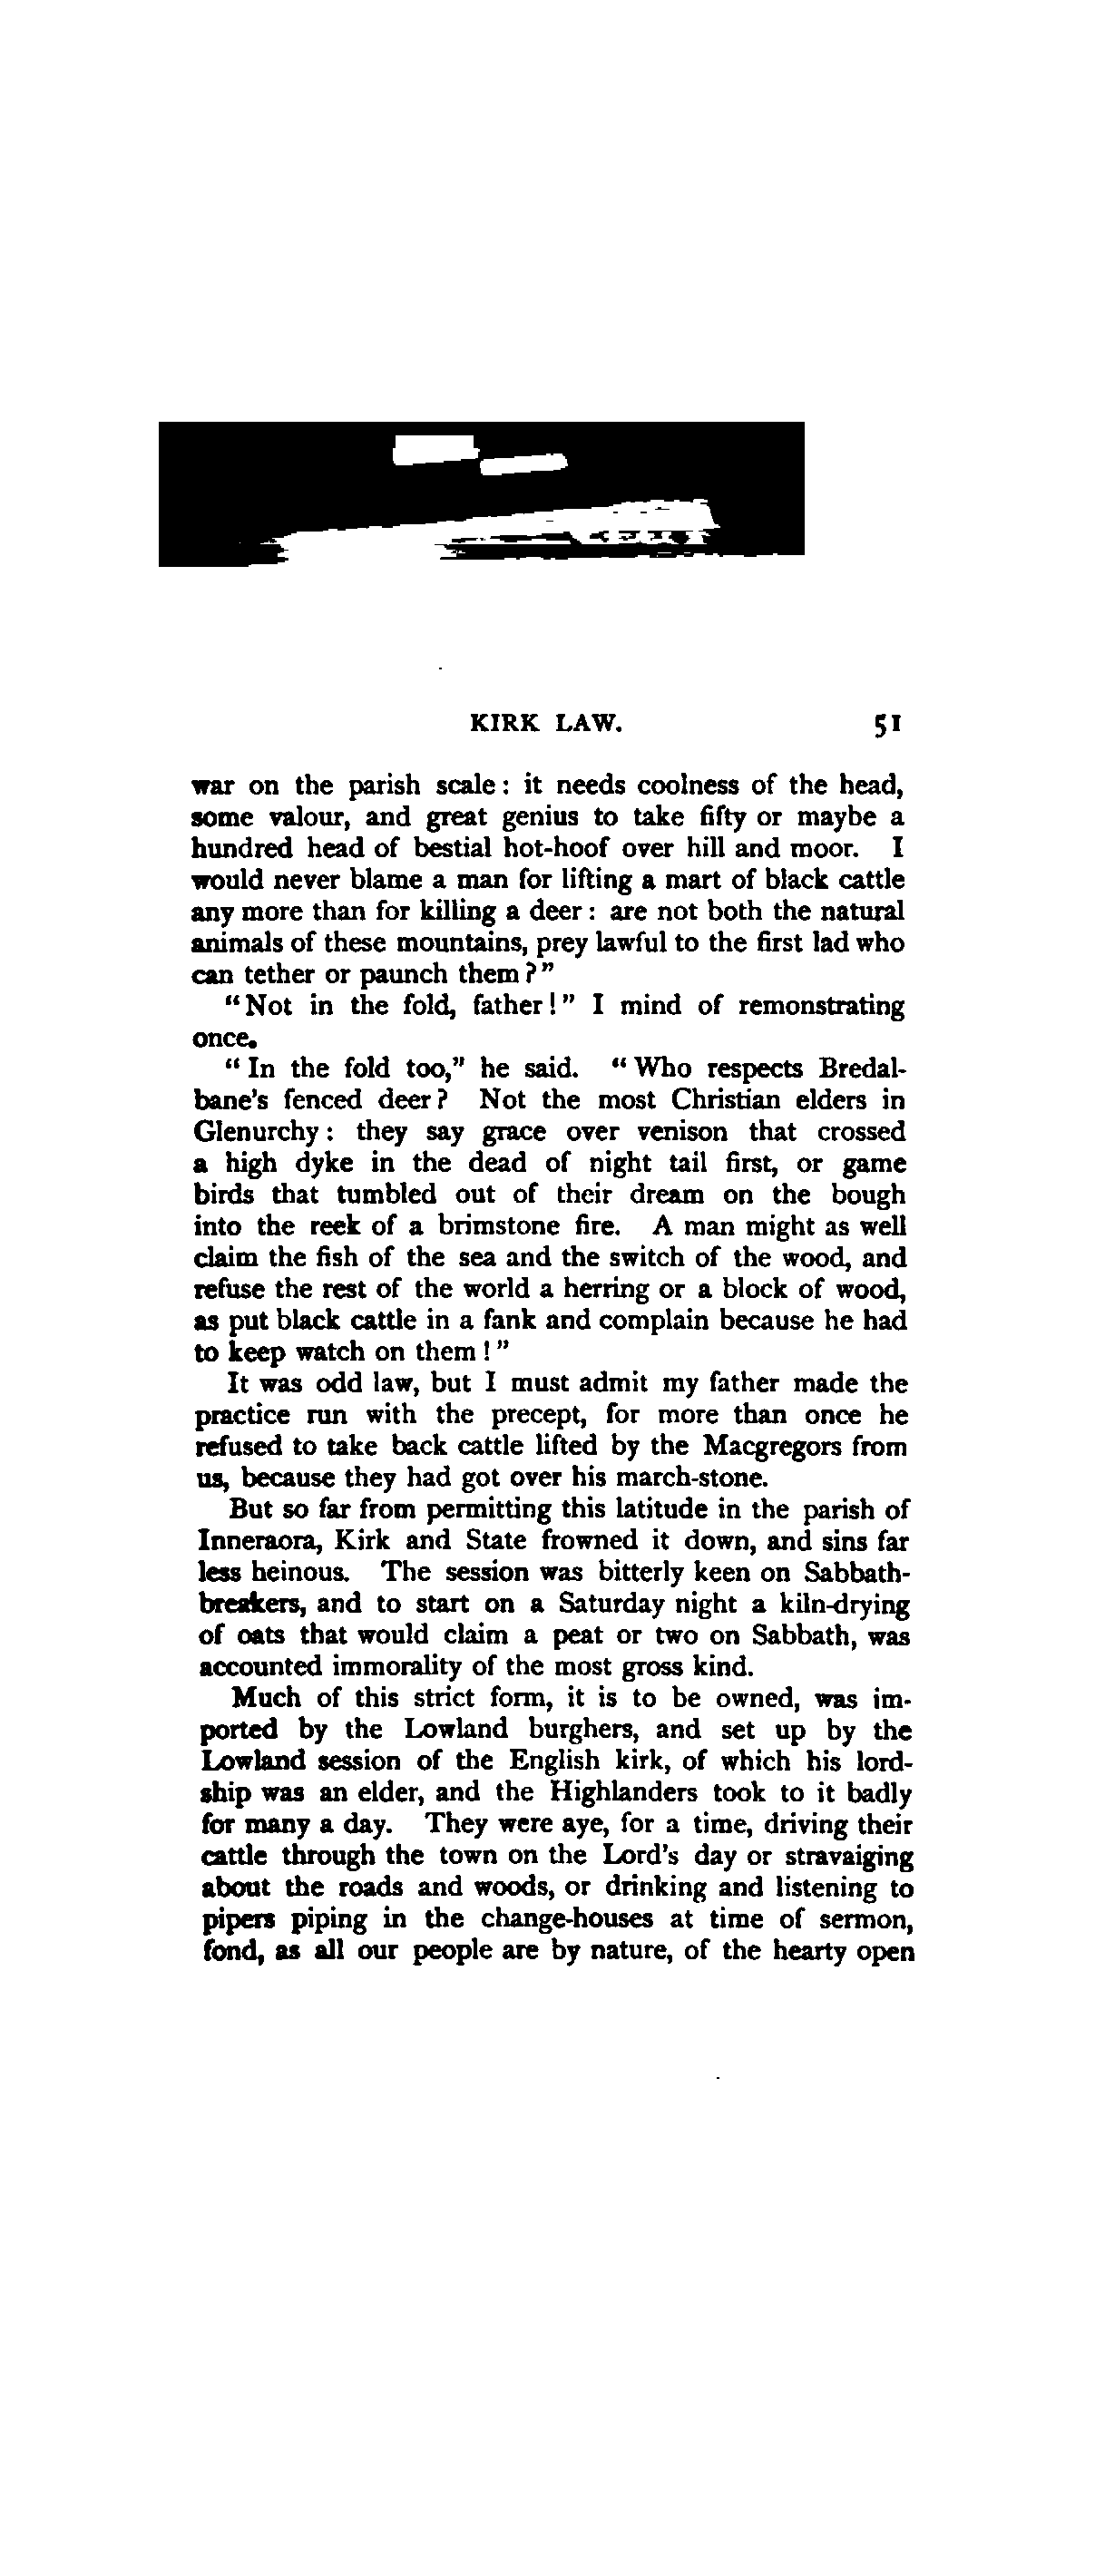 KIRK LAW. 51
war on the parish scale: it needs coolness of the head,
some valour, and great genius to take fifty or maybe a
hundred head of bestial hot-hoof over hill and moor. I
would never blame a man for lifting a mart of black cattle
any more than for killing a deer: are not both the natural
animals of these mountains, prey lawful to the first lad who
can tether or paunch them?"
"Not in the fold, father!" I mind of remonstrating
once.
"In the fold too," he said. "Who respects Bredal-
bane's fenced deer? Not the most Christian elders in
Glenurchy: they say grace over venison that crossed
a high dyke in the dead of night tail first, or game
birds that tumbled out of their dream on the bough
into the reek of a brimstone fire. A man might as well
claim the fish of the sea and the switch of the wood, and
refuse the rest of the world a herring or a block of wood,
as put black cattle in a fank and complain because he had
to keep watch on them!"
It was odd law, but I must admit my father made the
practice run with the precept, for more than once he
refused to take back cattle lifted by the Macgregors from
us, because they had got over his march-stone.
But so far from permitting this latitude in the parish of
Inneraora, Kirk and State frowned it down, and sins far
less heinous. The session was bitterly keen on Sabbath-
breakers, and to start on a Saturday night a kiln-drying
of oats that would claim a peat or two on Sabbath, was
accounted immorality of the most gross kind.
Much of this strict form, it is to be owned, was im-
ported by the Lowland burghers, and set up by the
Lowland session of the English kirk, of which his lord-
ship was an elder, and the Highlanders took to it badly
for many a day. They were aye, for a time, driving their
cattle through the town on the Lord's day or stravaiging
about the roads and woods, or drinking and listening to
pipers piping in the change-houses at time of sermon,
fond, as all our people are by nature, of the hearty open